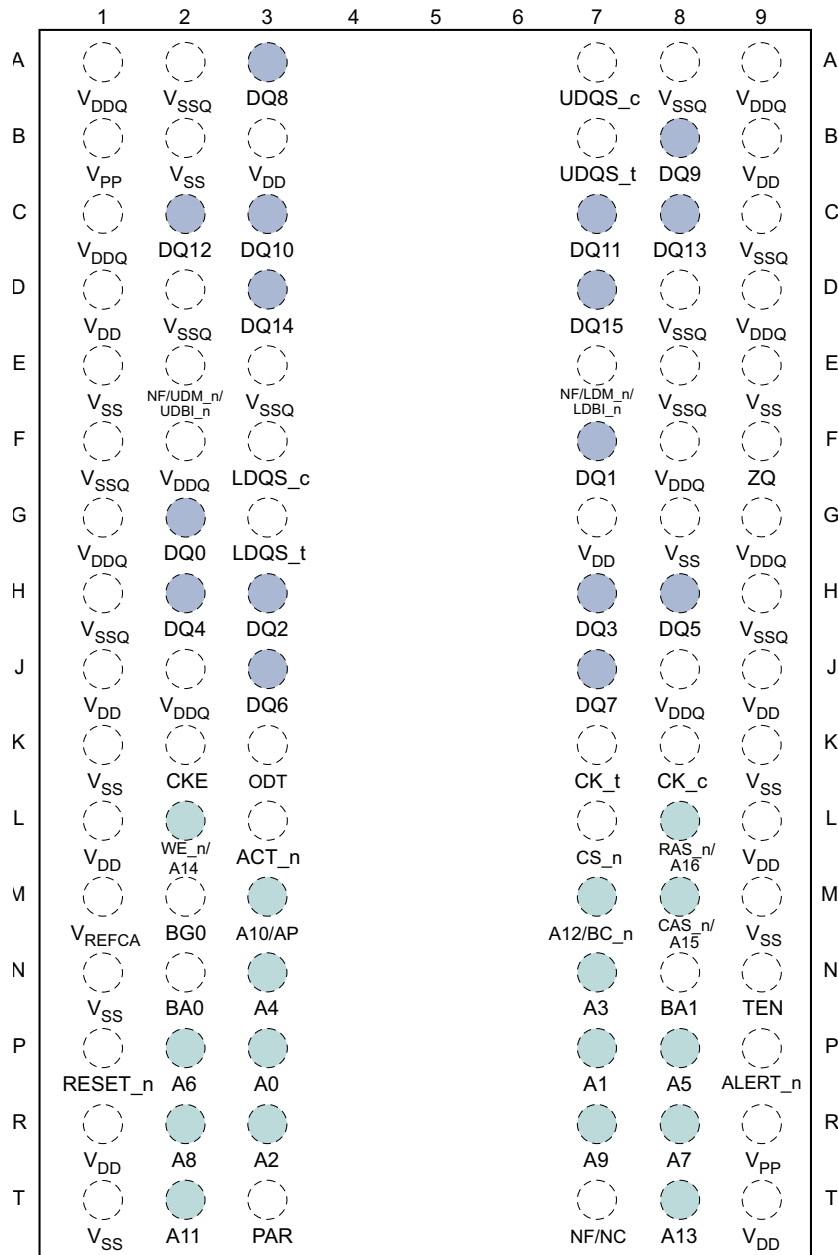 1 2 3 4 5 6 7 8 9
A A
VDDQ VSSQ DQ8 UDQS_c VSSQ VDDQ
B B
VPP VSS VDD UDQS_t DQ9 VDD
C C
VDDQ DQ12 DQ10 DQ11 DQ13 VSSQ
D D
VDD VSSQ DQ14 DQ15 VSSQ VDDQ
E E
VSS NF/UDM_n/ VSSQ NF/LDM_n/ VSSQ VSS
UDBI_n LDBI_n
F F
VSSQ VDDQ LDQS_c DQ1 VDDQ ZQ
G G
VDDQ DQ0 LDQS_t VDD VSS VDDQ
H H
VSSQ DQ4 DQ2 DQ3 DQ5 VSSQ
J J
VDD VDDQ DQ6 DQ7 VDDQ VDD
K K
VSS CKE ODT CK_t CK_c VSS
L L
VDD WE_n/ ACT_n CS_n RAS_n/ VDD
A14 A16
M M
VREFCA BG0 A10/AP A12/BC_n CAS_n/ VSS
A15
N N
VSS BA0 A4 A3 BA1 TEN
P P
RESET_n A6 A0 A1 A5 ALERT_n
R R
VDD A8 A2 A9 A7 VPP
T T
VSS A11 PAR NF/NC A13 VDD